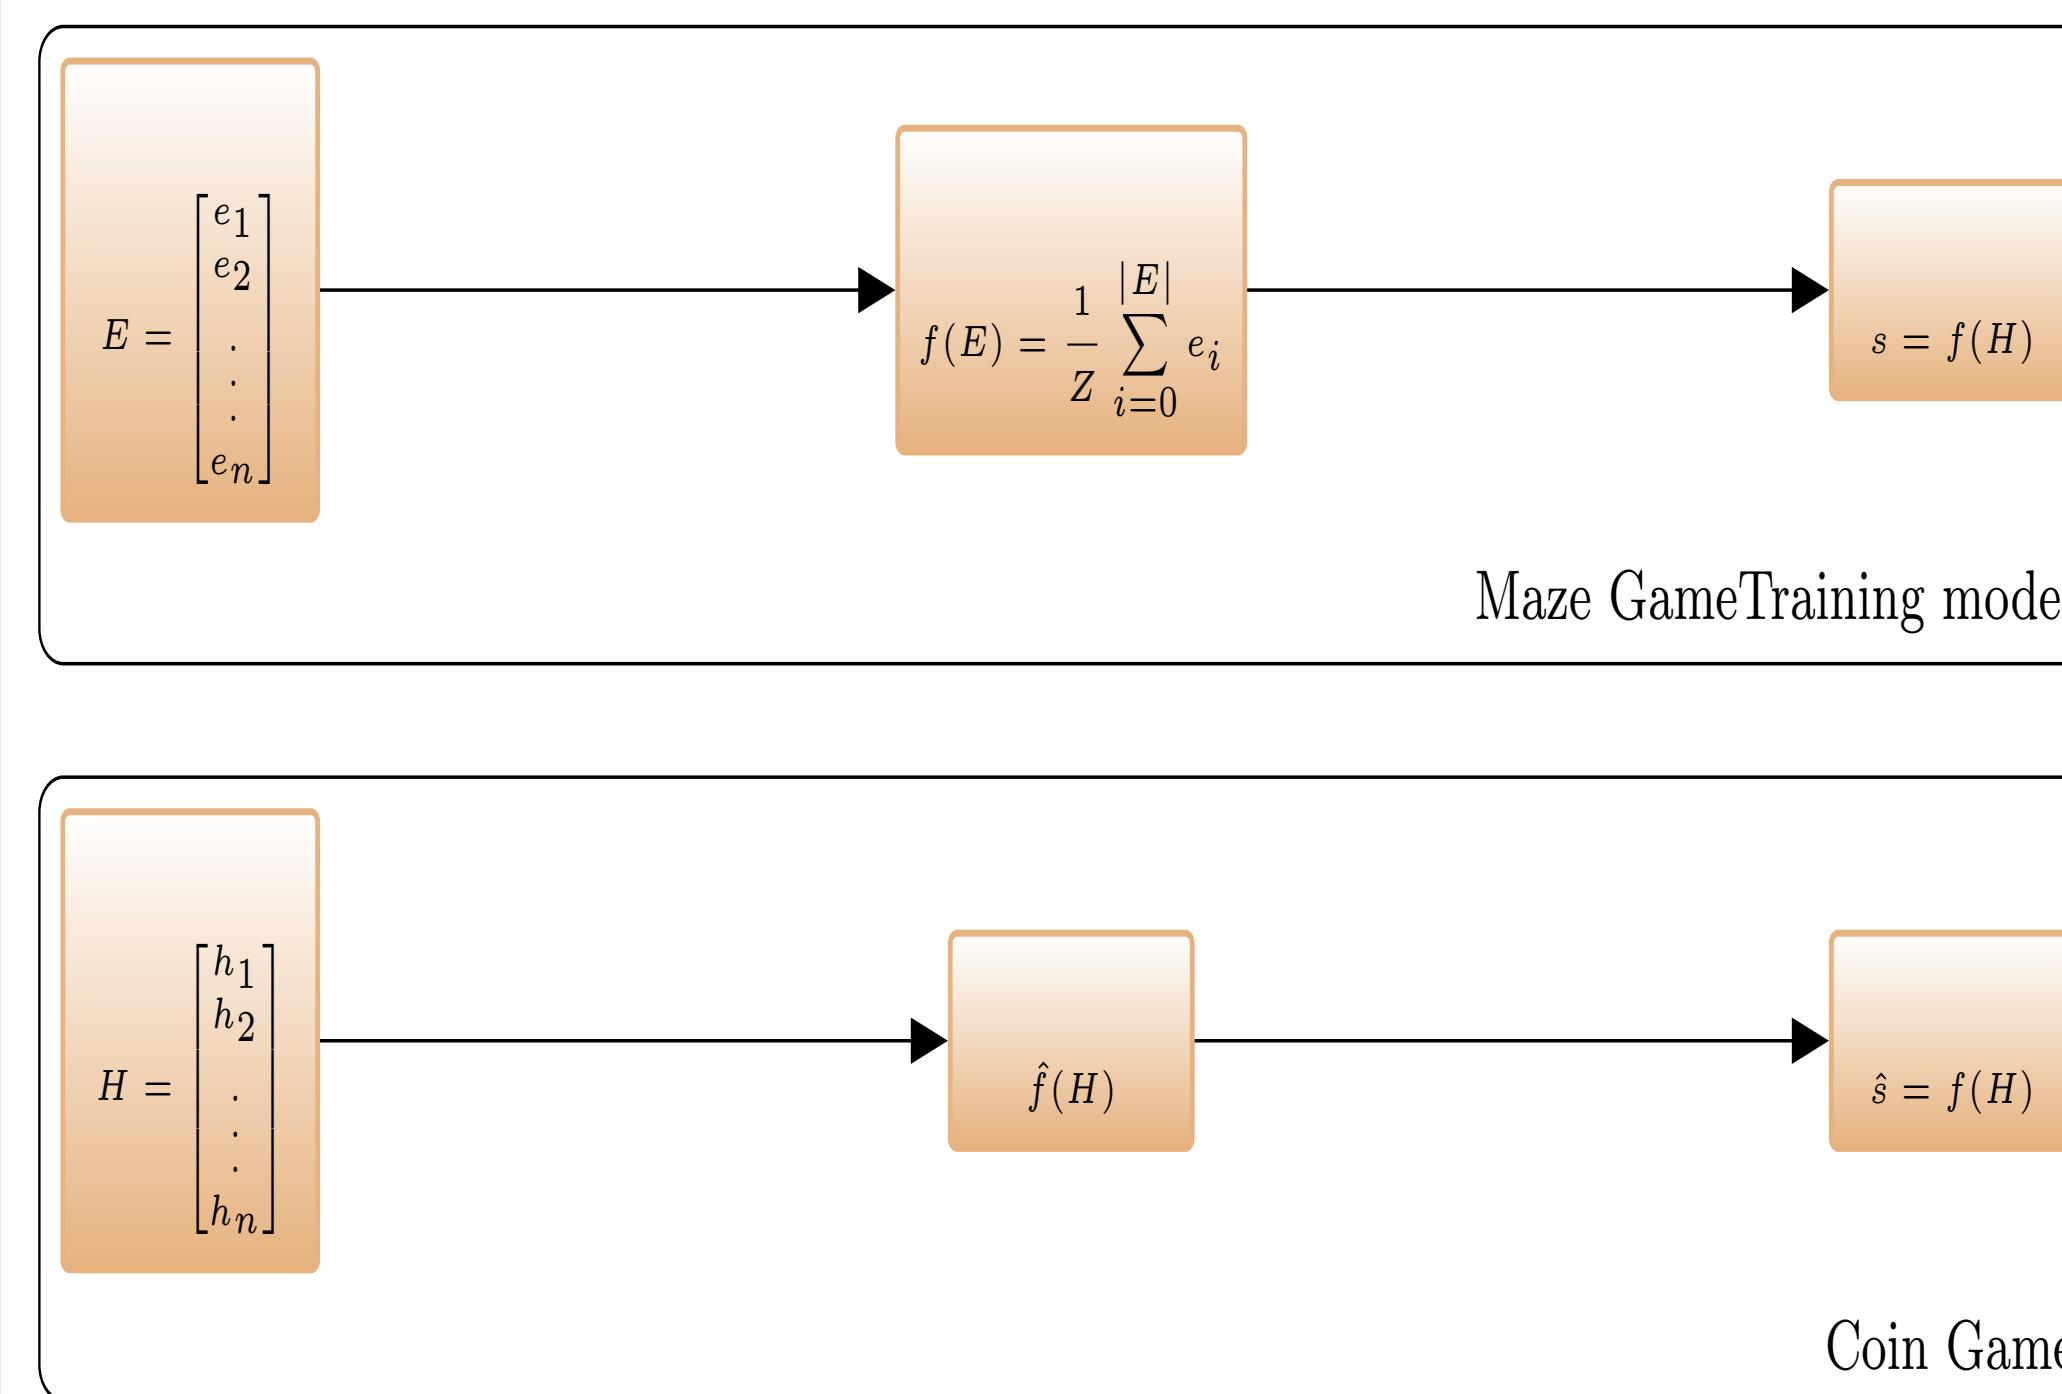 E = [e1 e2 . . . en]
f(E) = 1/Z ∑_{i=0}^{|E|} e_i
s = f(H)
Maze GameTraining mode
H = [h1 h2 . . . hn]
f̂(H)
ŝ = f(H)
Coin Game